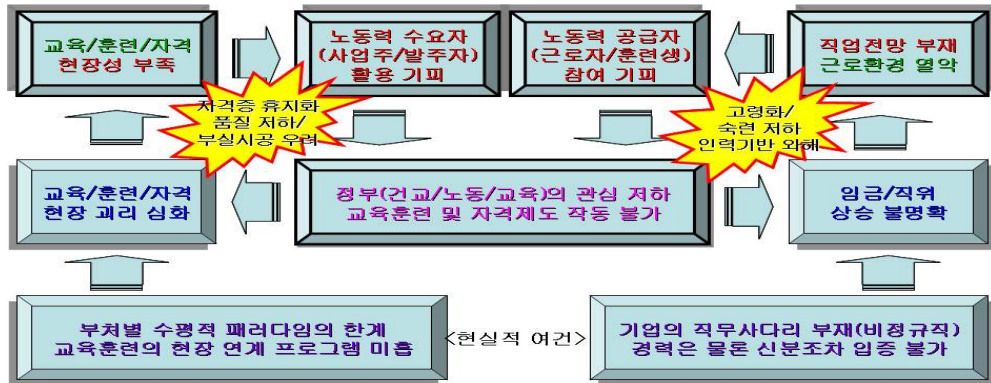 교육/훈련/자격
현장성 부족
노동력 수요자
(사업주/발주자)
활용 기피
노동력 공급자
(근로자/훈련생)
참여 기피
직업전망 부재
근로환경 열악
자격증 휴지화
품질 저하/
부실시공 우려
고령화/
숙련 저하
인력기반 와해
교육/훈련/자격
현장 괴리 심화
정부(건교/노동/교육)의 관심 저하
교육훈련 및 자격제도 작동 불가
임금/직위
상승 불명확
부처별 수평적 패러다임의 한계
교육훈련의 현장 연계 프로그램 미흡
<현실적 여건>
기업의 직무사다리 부재(비정규직)
경력은 물론 신분조차 입증 불가